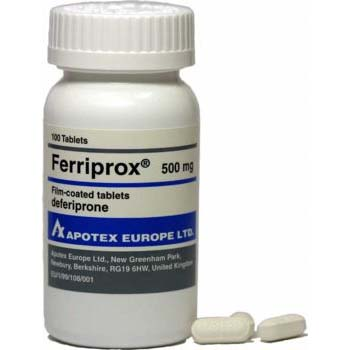 100 Tablets
Ferriprox® 500 mg
Film-coated tablets
deferiprone
APOTEX EUROPE LTD.
Apotex Europe Ltd., New Greenham Park,
Newbury, Berkshire, RG19 6HW, United Kingdom
EU/1/99/108/001